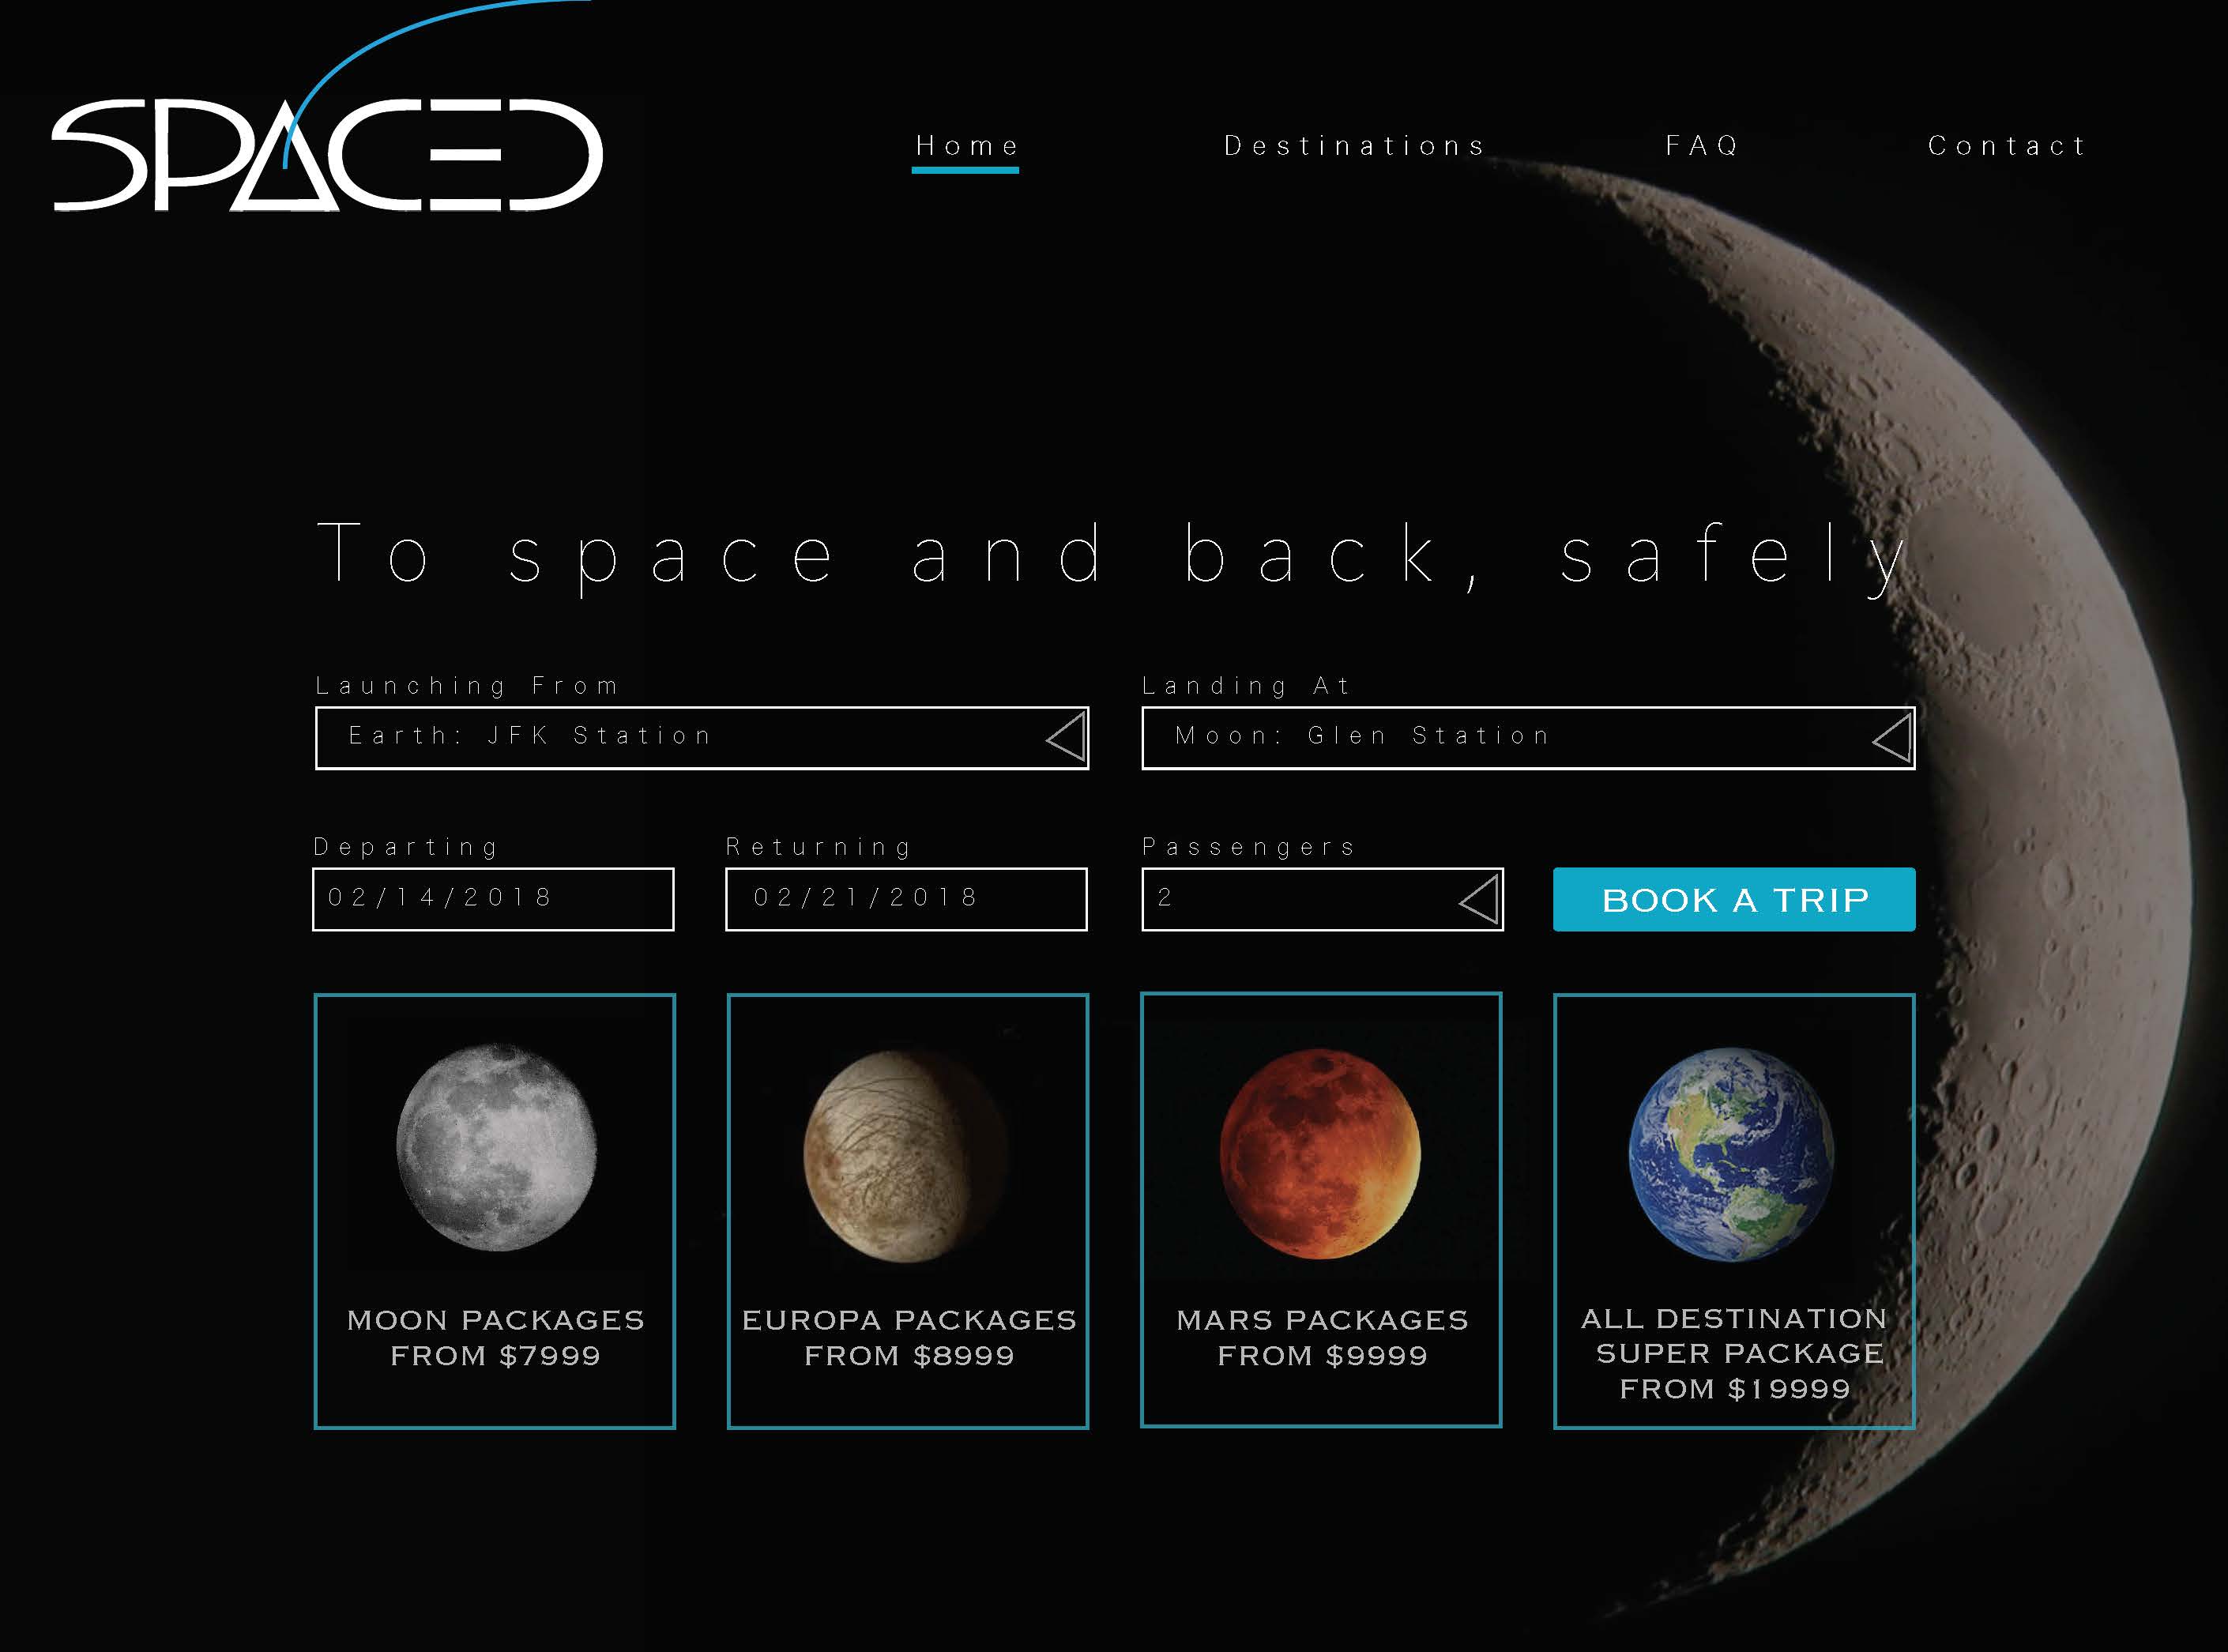 SPACED
Home Destinations FAQ Contact
To space and back, safely
Launching From Landing At
Earth: JFK Station Moon: Glen Station
Departing Returning Passengers
02/14/2018 02/21/2018 2 BOOK A TRIP
MOON PACKAGES
FROM $7999
EUROPA PACKAGES
FROM $8999
MARS PACKAGES
FROM $9999
ALL DESTINATION
SUPER PACKAGE
FROM $19999